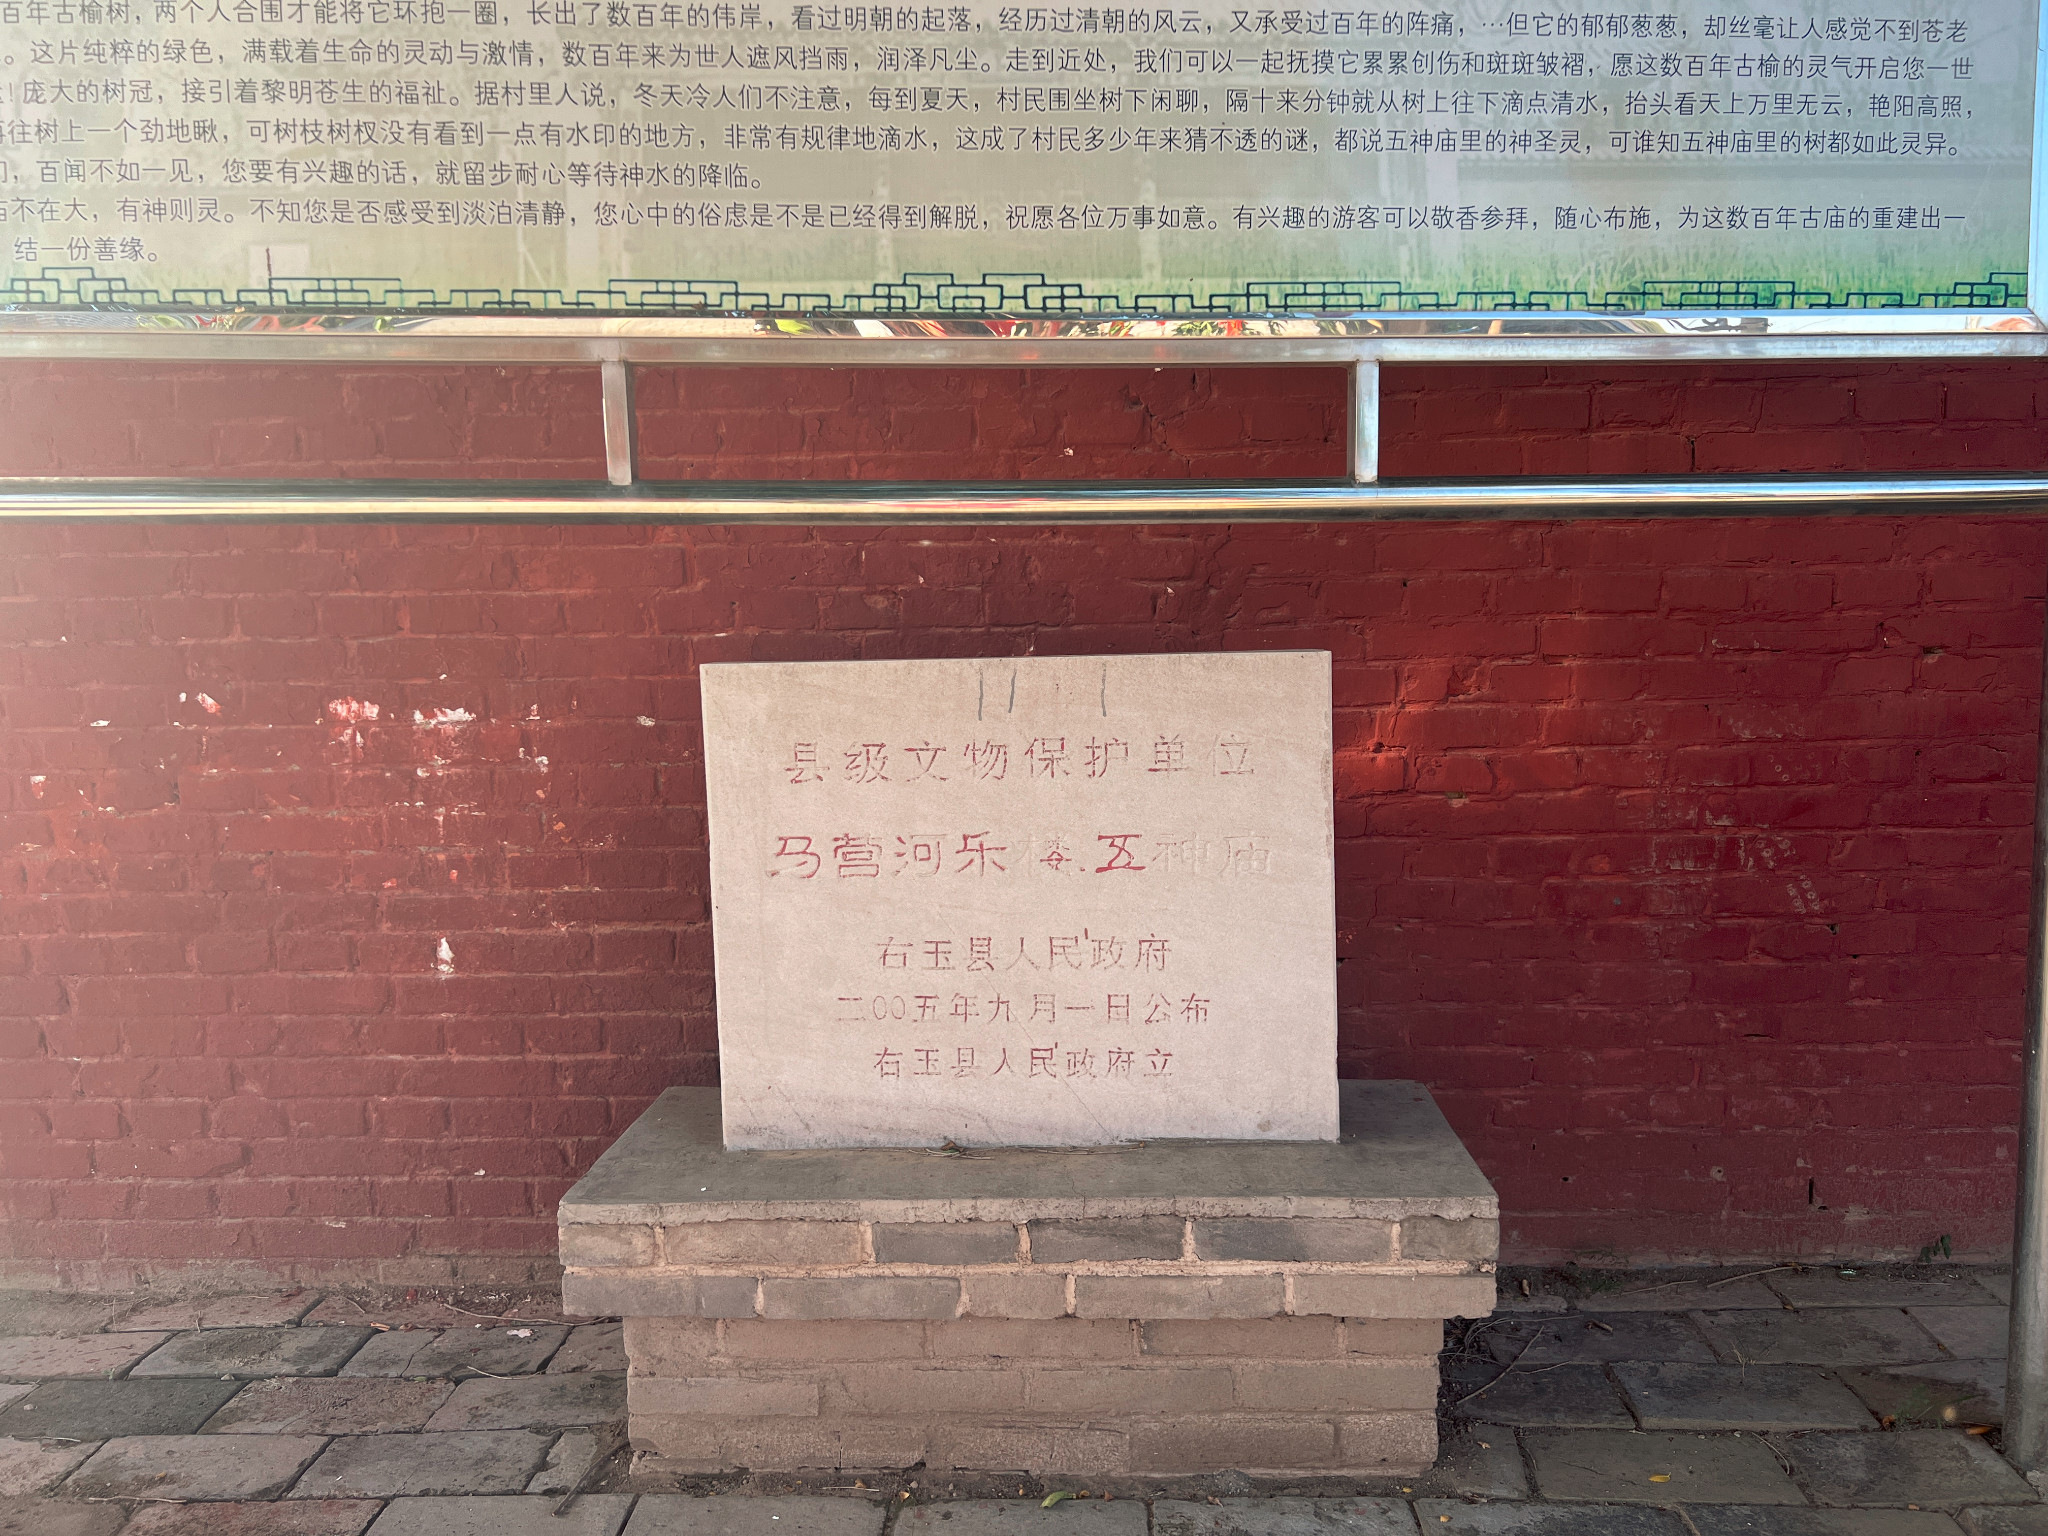 百年古榆树，两个人合围才能将它环抱一圈，长出了数百年的伟岸，看过明朝的起落，经历过清朝的风云，又承受过百年的阵痛，…但它的郁郁葱葱，却丝毫让人感觉不到苍老
。这片纯粹的绿色，满载着生命的灵动与激情，数百年来为世人遮风挡雨，润泽凡尘。走到近处，我们可以一起抚摸它累累创伤和斑斑皱褶，愿这数百年古榆的灵气开启您一世
！庞大的树冠，接引着黎明苍生的福祉。据村里人说，冬天冷人们不注意，每到夏天，村民围坐树下闲聊，隔十来分钟就从树上往下滴点清水，抬头看天上万里无云，艳阳高照，
再往树上一个劲地瞅，可树枝树杈没有看到一点有水印的地方，非常有规律地滴水，这成了村民多少年来猜不透的谜，都说五神庙里的神圣灵，可谁知五神庙里的树都如此灵异。
，百闻不如一见，您要有兴趣的话，就留步耐心等待神水的降临。
庙不在大，有神则灵。不知您是否感受到淡泊清静，您心中的俗虑是不是已经得到解脱，祝愿各位万事如意。有兴趣的游客可以敬香参拜，随心布施，为这数百年古庙的重建出一
结一份善缘。
县级文物保护单位
马营河乐楼.五神庙
右玉县人民政府
二00五年九月一日公布
右玉县人民政府立